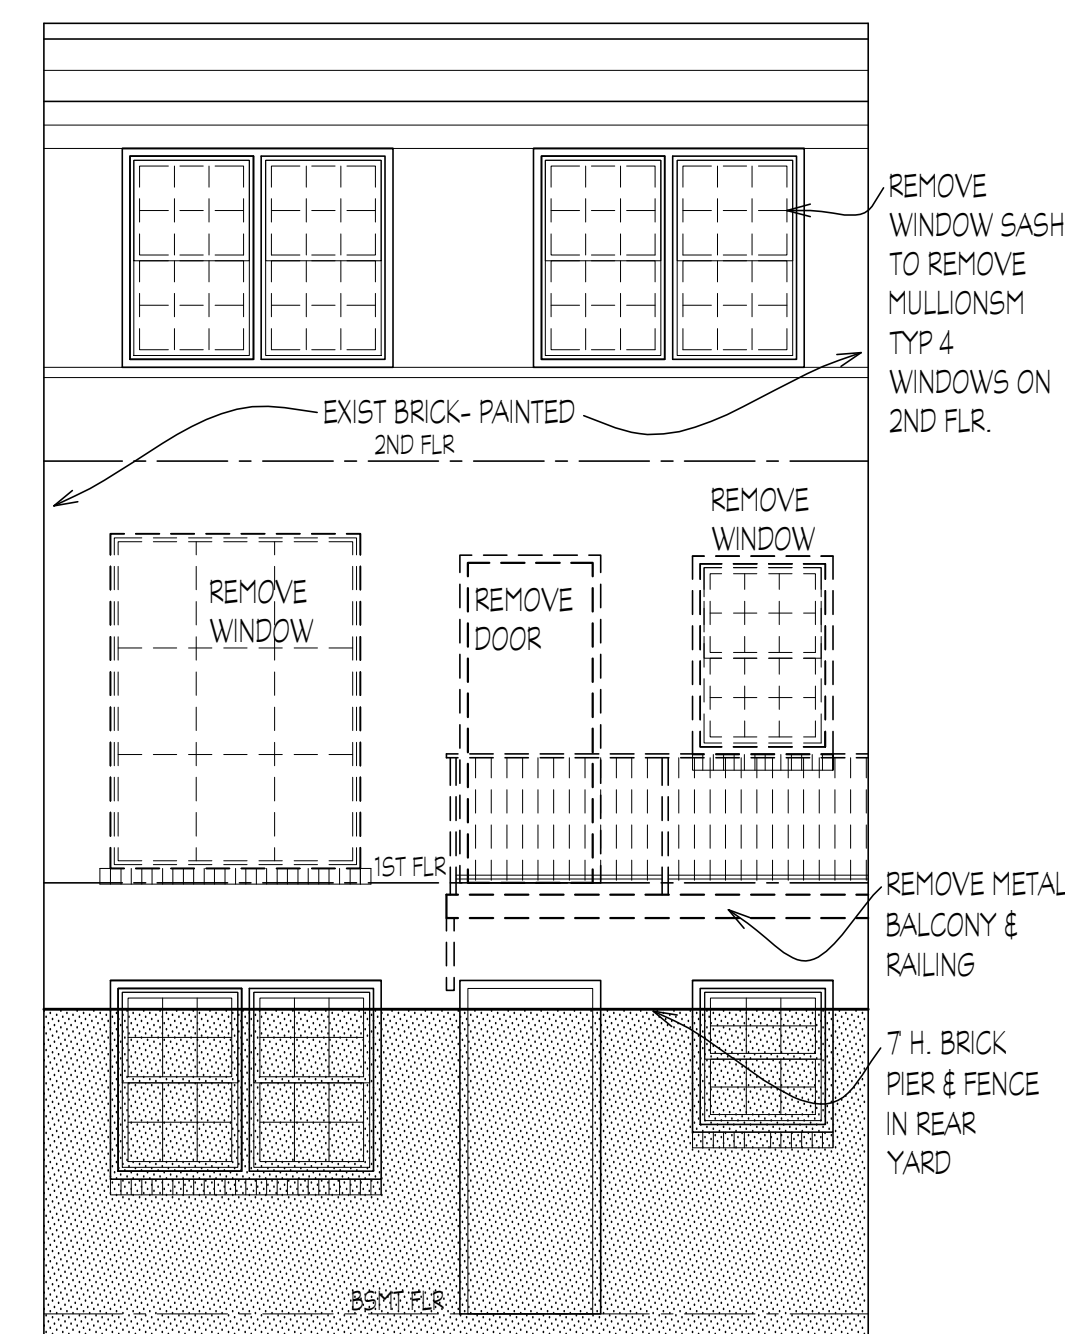 REMOVE
WINDOW SASH
TO REMOVE
MULLIONSM
TYP 4
WINDOWS ON
2ND FLR.
EXIST BRICK- PAINTED
2ND FLR
REMOVE
WINDOW
REMOVE
WINDOW
REMOVE
DOOR
1ST FLR
REMOVE METAL
BALCONY &
RAILING
7' H. BRICK
PIER & FENCE
IN REAR
YARD
BSMT FLR